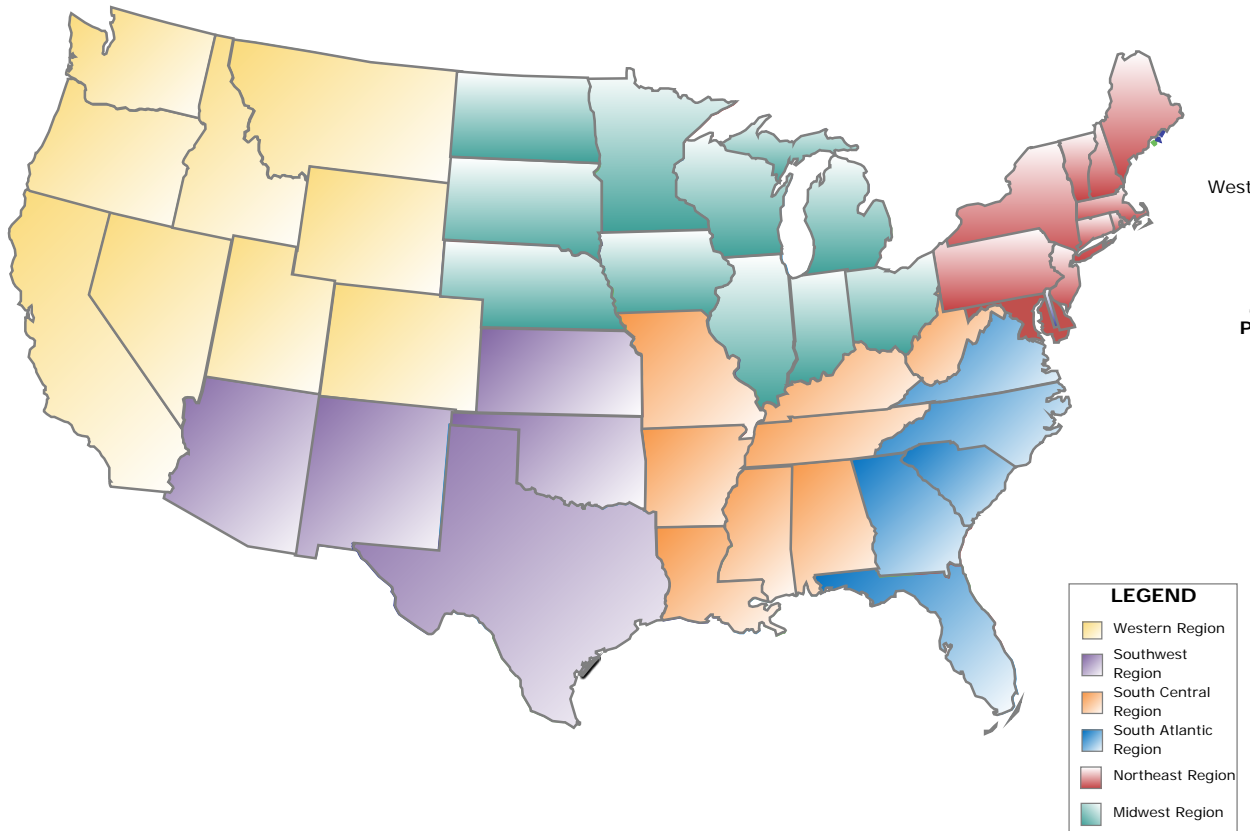 West
P
LEGEND
Western Region
Southwest
Region
South Central
Region
South Atlantic
Region
Northeast Region
Midwest Region